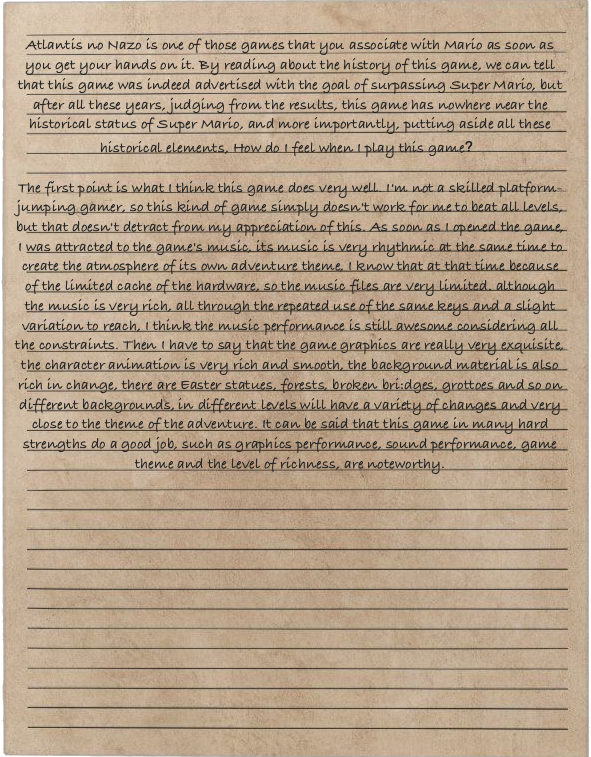 Atlantis no Nazo is one of those games that you associate with Mario as soon as
you get your hands on it. By reading about the history of this game, we can tell
that this game was indeed advertised with the goal of surpassing Super Mario, but
after all these years, judging from the results, this game has nowhere near the
historical status of Super Mario, and more importantly, putting aside all these
historical elements, How do I feel when I play this game?
The first point is what I think this game does very well. I'm not a skilled platform-
jumping gamer, so this kind of game simply doesn't work for me to beat all levels,
but that doesn't detract from my appreciation of this. As soon as I opened the game,
I was attracted to the game's music, its music is very rhythmic at the same time to
create the atmosphere of its own adventure theme, I know that at that time because
of the limited cache of the hardware, so the music files are very limited, although
the music is very rich, all through the repeated use of the same keys and a slight
variation to reach, I think the music performance is still awesome considering all
the constraints. Then I have to say that the game graphics are really very exquisite,
the character animation is very rich and smooth, the background material is also
rich in change, there are Easter statues, forests, broken bri:dges, grottoes and so on
different backgrounds, in different levels will have a variety of changes and very
close to the theme of the adventure. It can be said that this game in many hard
strengths do a good job, such as graphics performance, sound performance, game
theme and the level of richness, are noteworthy.